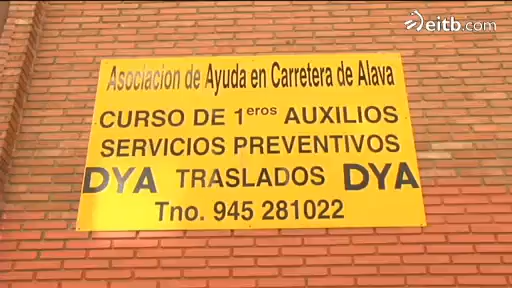 eitb.com
Asociacion de Ayuda en Carretera de Alava
CURSO DE 1eros AUXILIOS
SERVICIOS PREVENTIVOS
DYA TRASLADOS DYA
Tno. 945 281022